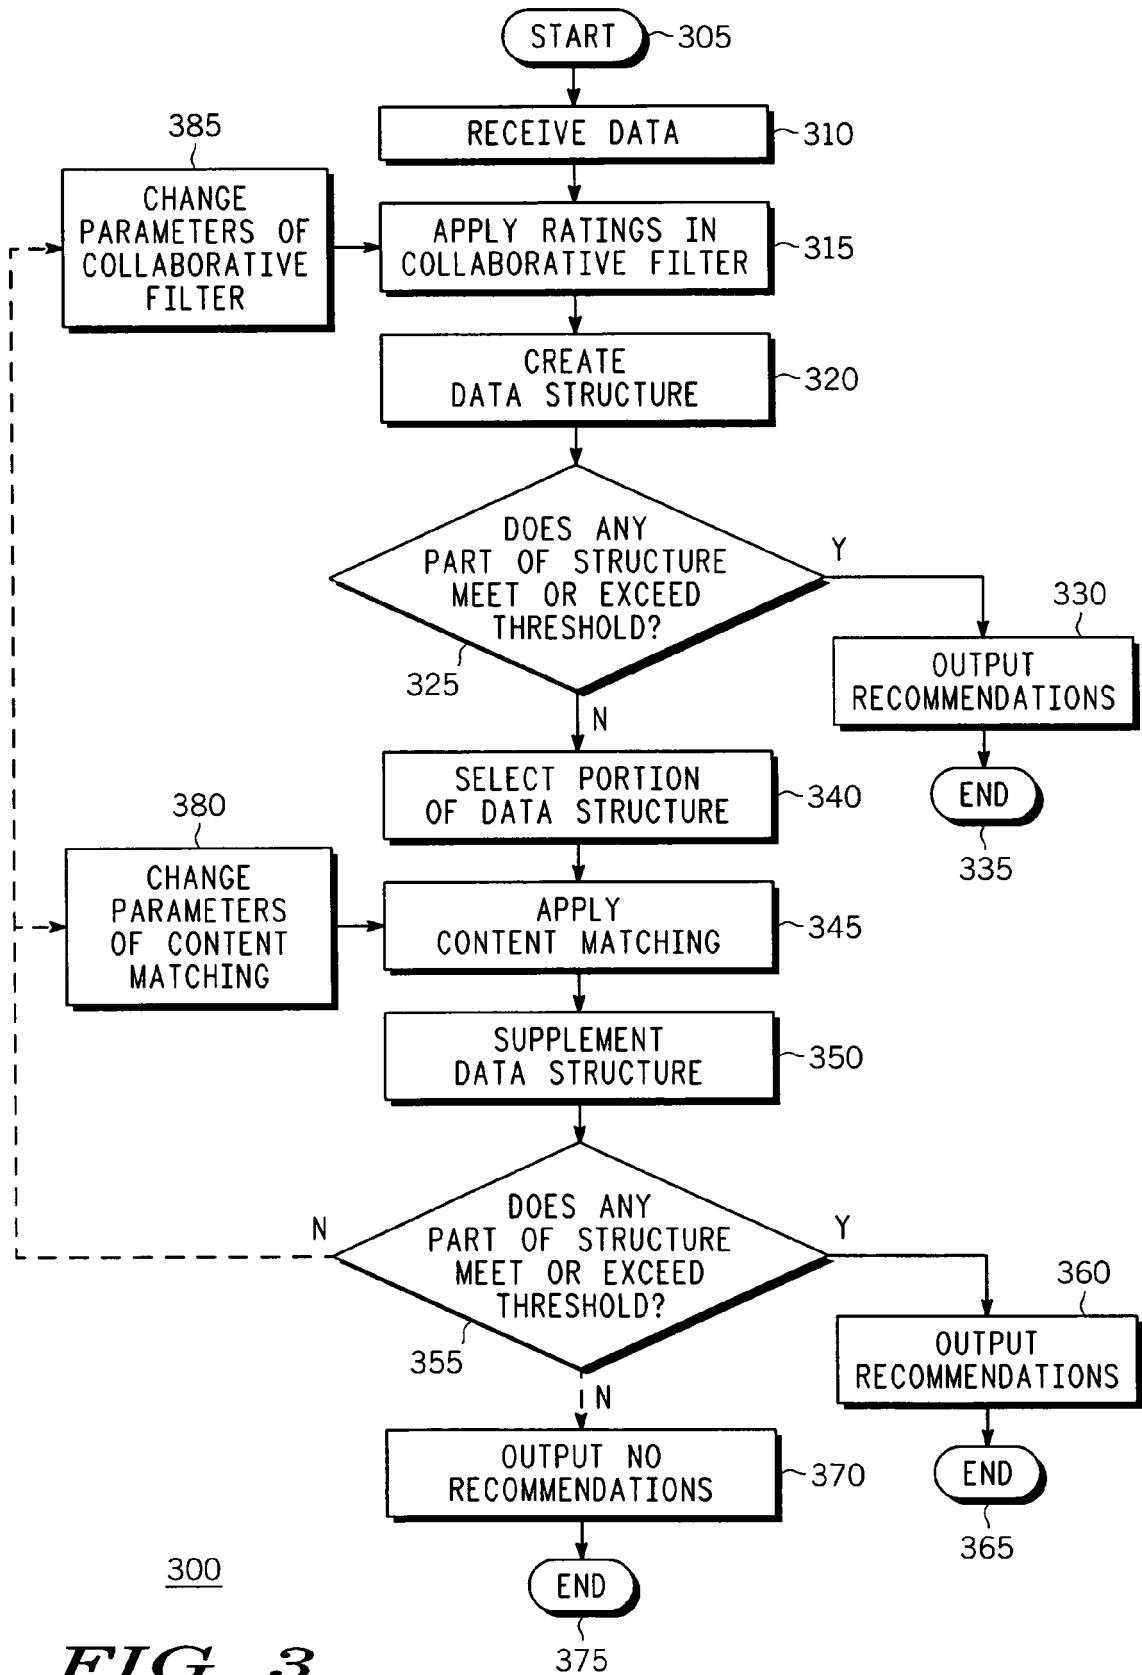 START
305
RECEIVE DATA
310
385
CHANGE
PARAMETERS OF
COLLABORATIVE
FILTER
APPLY RATINGS IN
COLLABORATIVE FILTER
315
CREATE
DATA STRUCTURE
320
DOES ANY
PART OF STRUCTURE
MEET OR EXCEED
THRESHOLD?
325
Y
N
330
OUTPUT
RECOMMENDATIONS
END
335
SELECT PORTION
OF DATA STRUCTURE
340
380
CHANGE
PARAMETERS
OF CONTENT
MATCHING
APPLY
CONTENT MATCHING
345
SUPPLEMENT
DATA STRUCTURE
350
DOES ANY
PART OF STRUCTURE
MEET OR EXCEED
THRESHOLD?
355
N
Y
N
360
OUTPUT
RECOMMENDATIONS
END
365
OUTPUT NO
RECOMMENDATIONS
370
END
375
300
FIG. 3